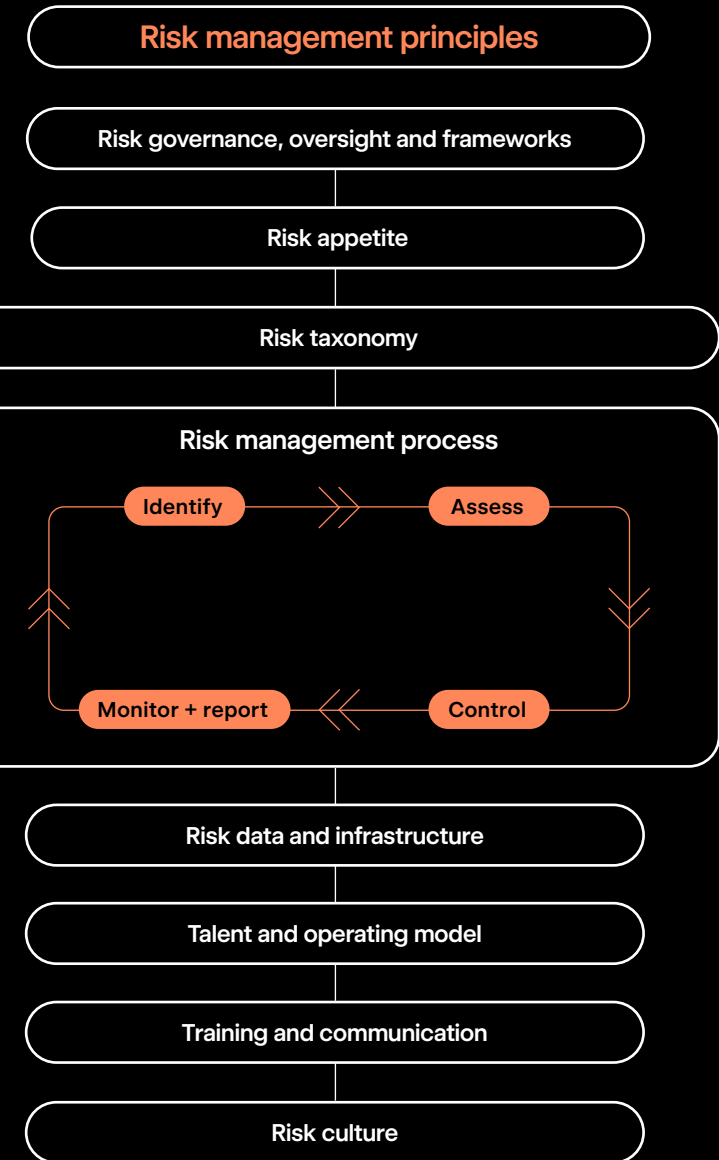 Risk management principles
Risk governance, oversight and frameworks
Risk appetite
Risk taxonomy
Risk management process
Identify
Assess
Monitor + report
Control
Risk data and infrastructure
Talent and operating model
Training and communication
Risk culture